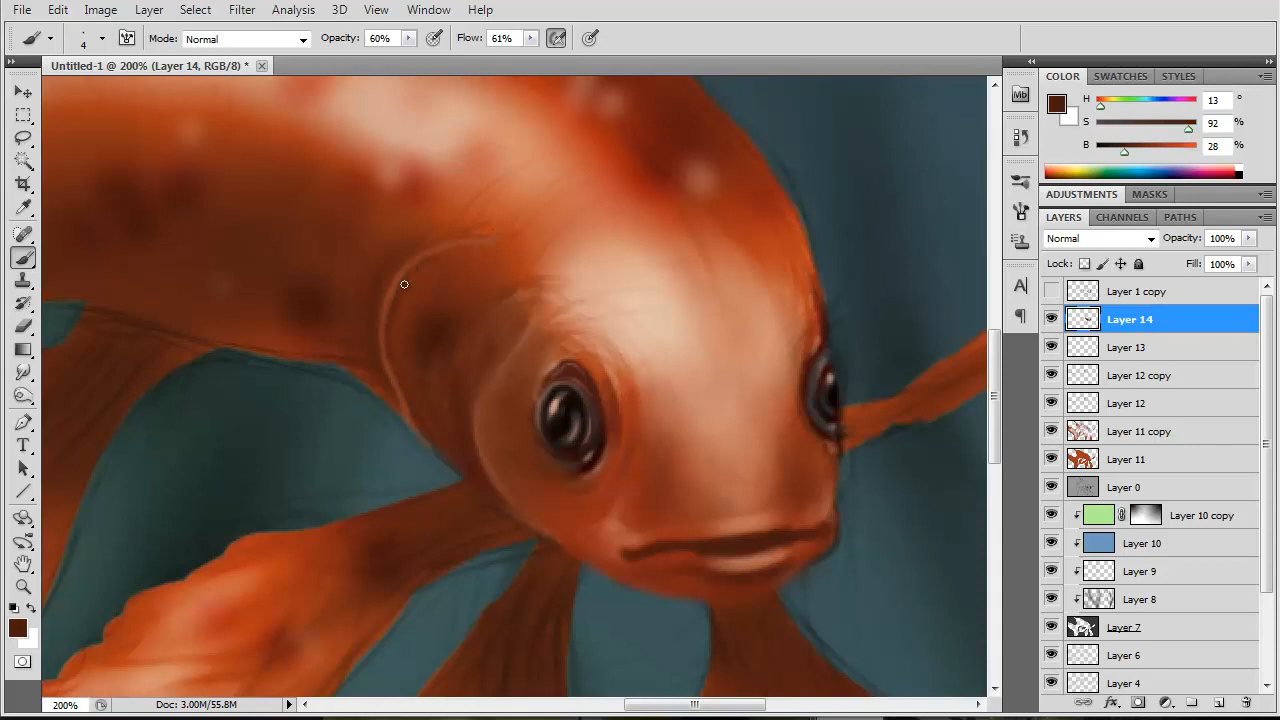 File Edit Image Layer Select Filter Analysis 3D View Window Help
4 Mode: Normal Opacity: 60% Flow: 61%
Untitled-1 @ 200% (Layer 14, RGB/8) *
COLOR SWATCHES STYLES
H 13 °
S 92 %
B 28 %
ADJUSTMENTS MASKS
LAYERS CHANNELS PATHS
Normal Opacity: 100%
Lock: Fill: 100%
Layer 1 copy
Layer 14
Layer 13
Layer 12 copy
Layer 12
Layer 11 copy
Layer 11
Layer 0
Layer 10 copy
Layer 10
Layer 9
Layer 8
Layer 7
Layer 6
Layer 4
200% Doc: 3.00M/55.8M